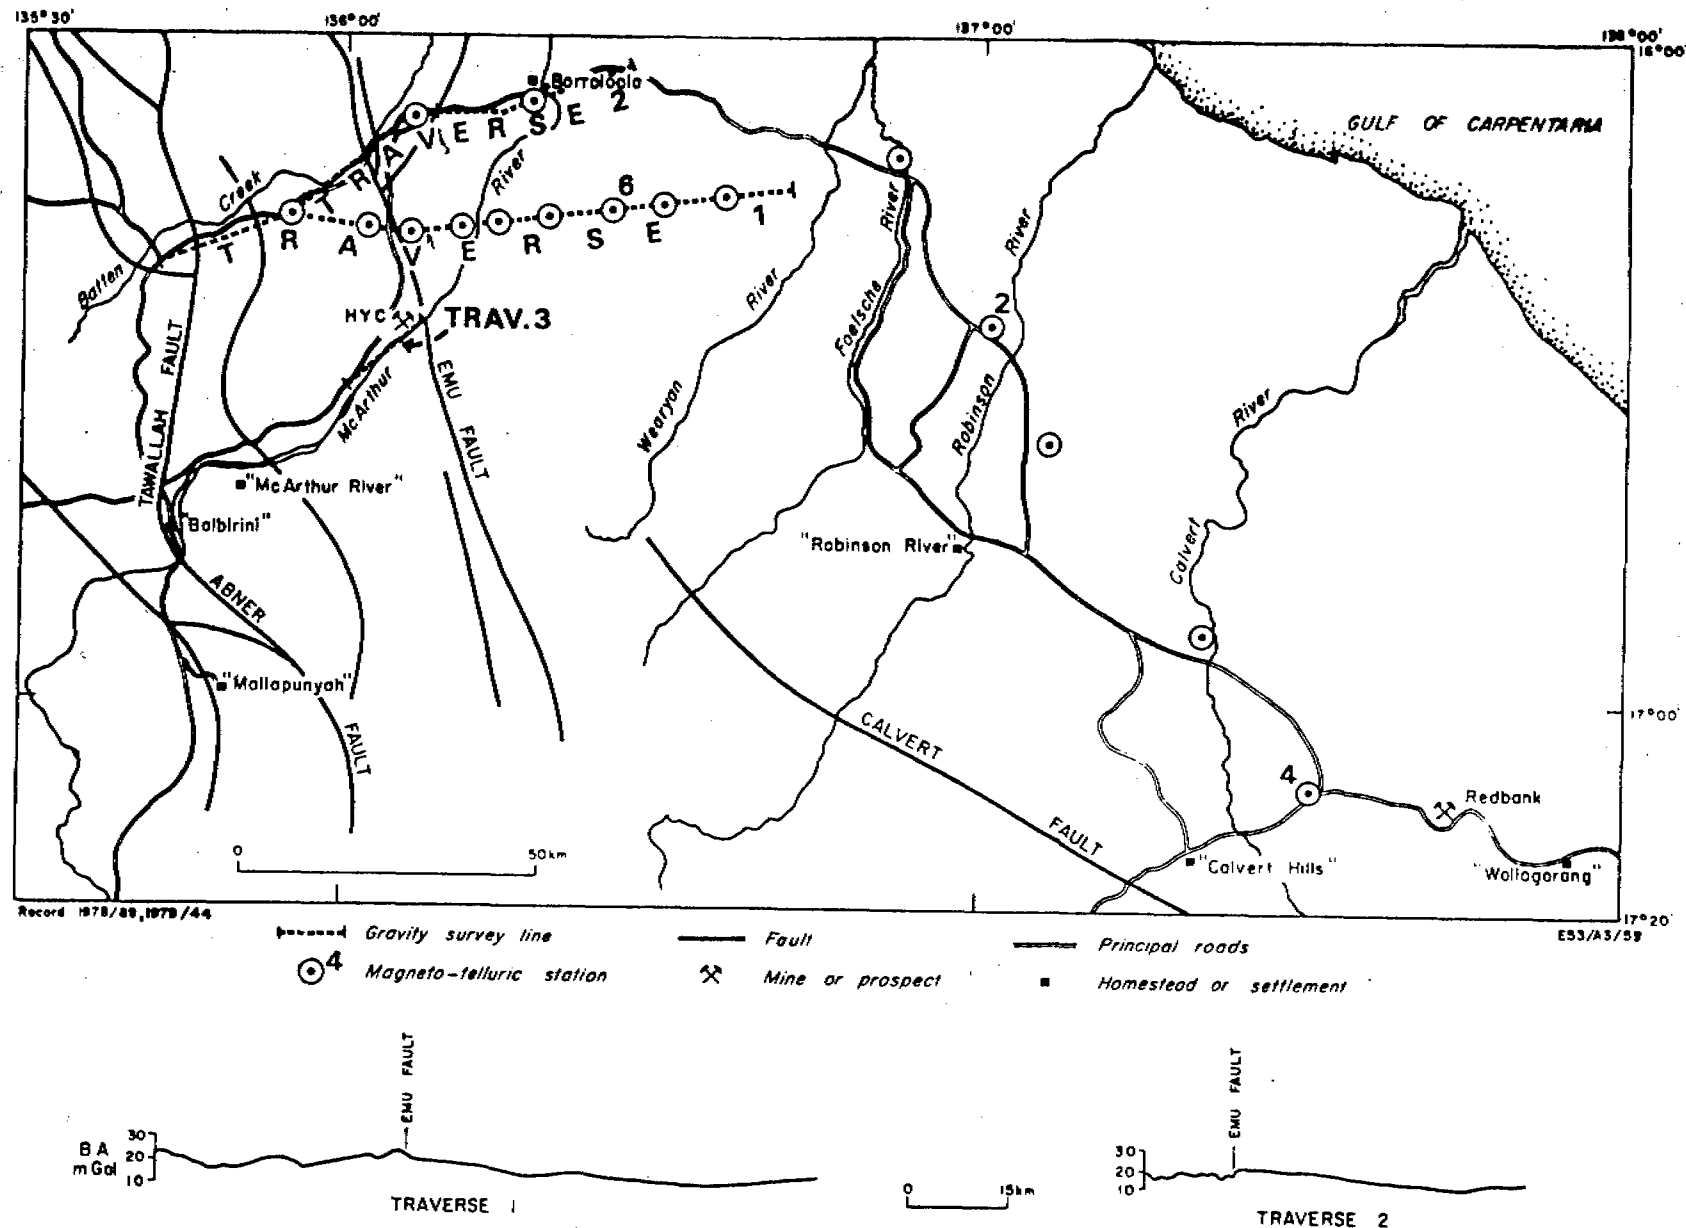 135°30'
136°00'
137°00'
138°00'
16°00'
Borroloola
TRAVERSE 2
GULF OF CARPENTARIA
Creek
River
6
TRAVERSE 1
Batten
River
River
River
Foelsche
2
HYC
TRAV.3
TAWALLAH FAULT
EMU FAULT
McArthur
Wearyan
Robinson
River
"McArthur River"
"Balbirini"
"Robinson River"
Calvert
ABNER
"Mallapunyah"
FAULT
CALVERT
FAULT
17°00'
4
Redbank
0 50km
"Calvert Hills"
"Wollogorang"
Record 1978/89,1979/44
17°20'
E53/A3/59
Gravity survey line
Fault
Principal roads
4 Magneto-telluric station
Mine or prospect
Homestead or settlement
EMU FAULT
EMU FAULT
BA
mGal
30
20
10
30
20
10
0 15km
TRAVERSE 1
TRAVERSE 2